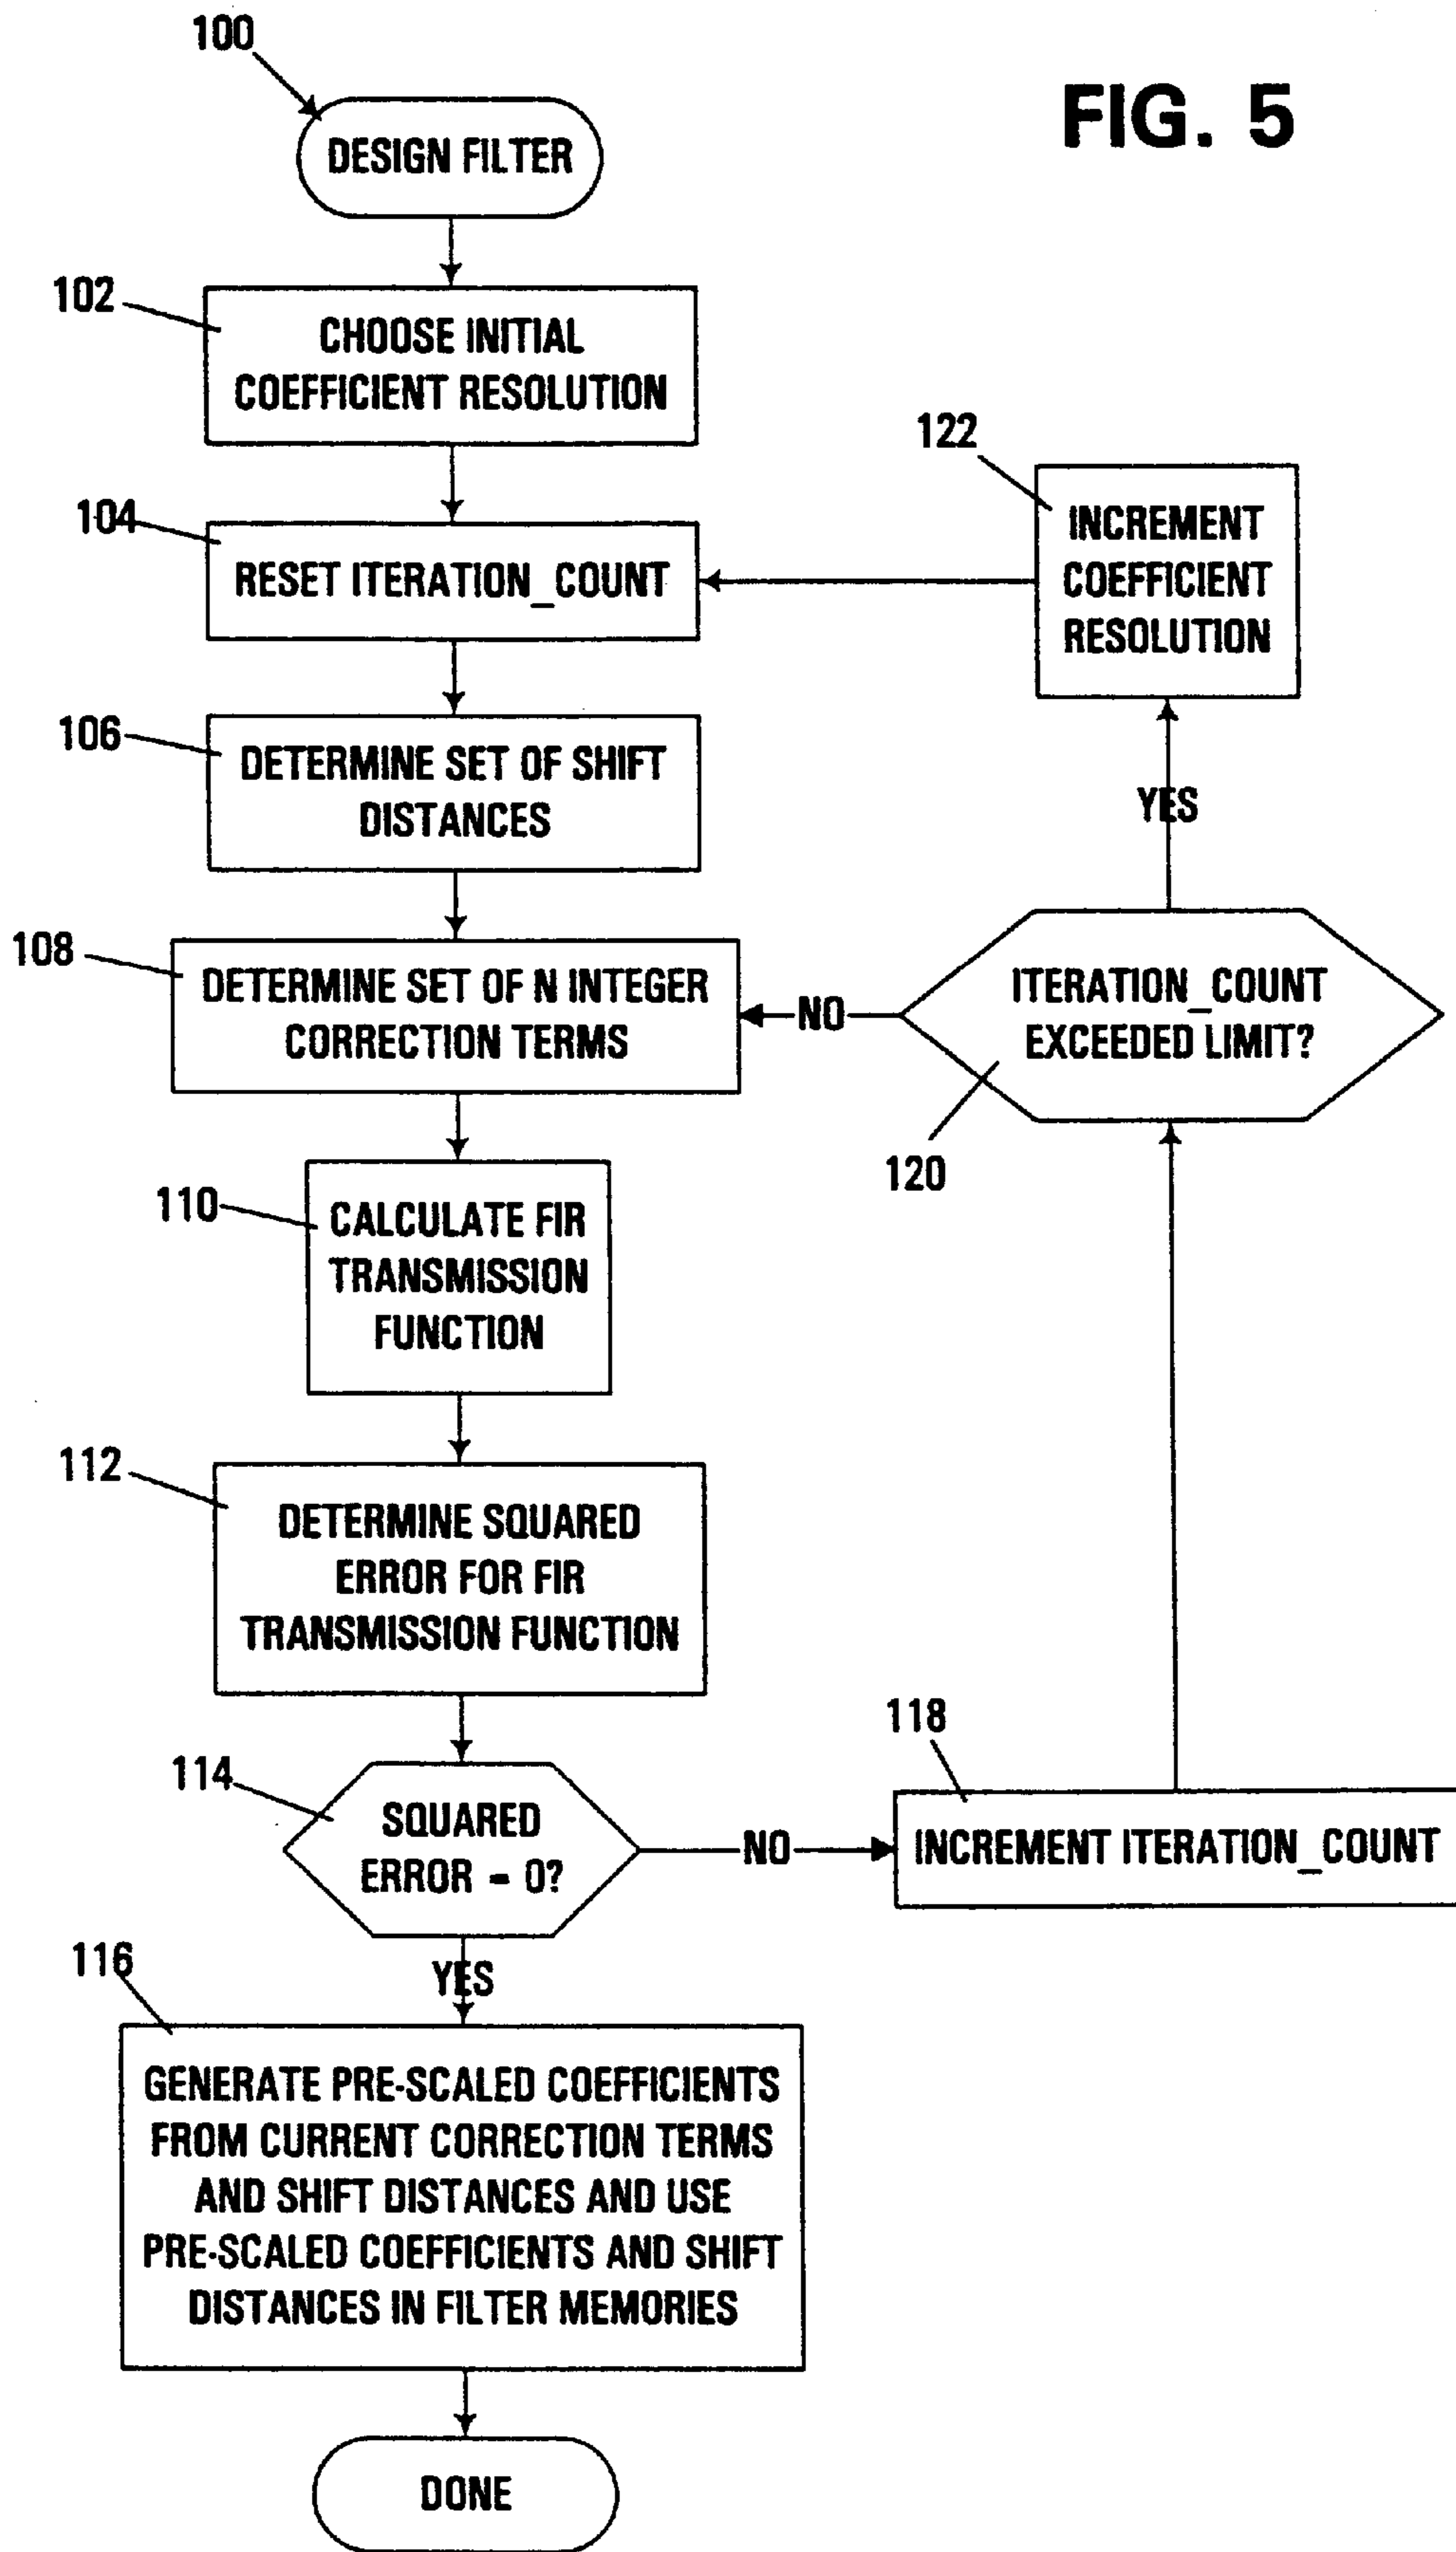 FIG. 5
100
DESIGN FILTER
102
CHOOSE INITIAL
COEFFICIENT RESOLUTION
104
RESET ITERATION_COUNT
122
INCREMENT
COEFFICIENT
RESOLUTION
106
DETERMINE SET OF SHIFT
DISTANCES
YES
108
DETERMINE SET OF N INTEGER
CORRECTION TERMS
NO
ITERATION_COUNT
EXCEEDED LIMIT?
120
110
CALCULATE FIR
TRANSMISSION
FUNCTION
112
DETERMINE SQUARED
ERROR FOR FIR
TRANSMISSION FUNCTION
114
SQUARED
ERROR = 0?
NO
118
INCREMENT ITERATION_COUNT
YES
116
GENERATE PRE-SCALED COEFFICIENTS
FROM CURRENT CORRECTION TERMS
AND SHIFT DISTANCES AND USE
PRE-SCALED COEFFICIENTS AND SHIFT
DISTANCES IN FILTER MEMORIES
DONE